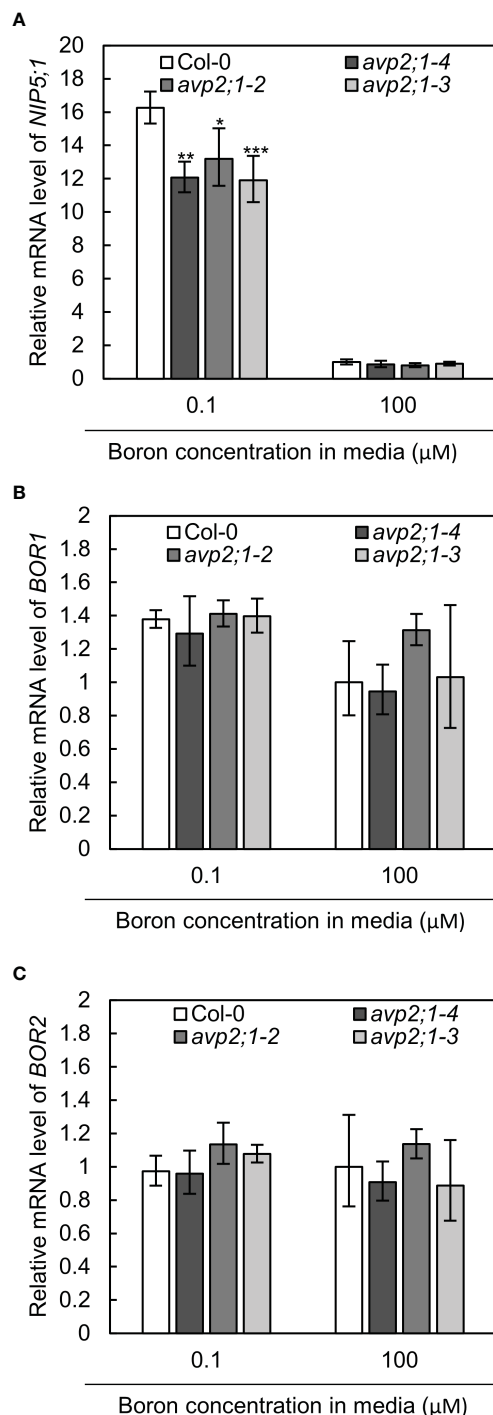 A
Relative mRNA level of NIP5;1
20
18
16
14
12
10
8
6
4
2
0
Col-0
avp2;1-4
avp2;1-2
avp2;1-3
**
*
***
0.1
100
Boron concentration in media (μM)
B
Relative mRNA level of BOR1
2
1.8
1.6
1.4
1.2
1
0.8
0.6
0.4
0.2
0
Col-0
avp2;1-4
avp2;1-2
avp2;1-3
0.1
100
Boron concentration in media (μM)
C
Relative mRNA level of BOR2
2
1.8
1.6
1.4
1.2
1
0.8
0.6
0.4
0.2
0
Col-0
avp2;1-4
avp2;1-2
avp2;1-3
0.1
100
Boron concentration in media (μM)